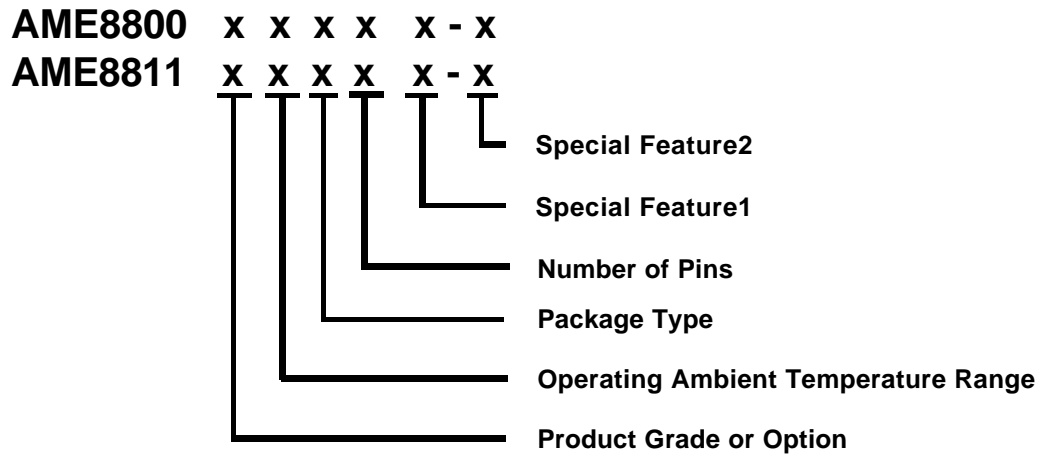 AME8800 x x x x x - x
AME8811 x x x x x - x
Special Feature2
Special Feature1
Number of Pins
Package Type
Operating Ambient Temperature Range
Product Grade or Option